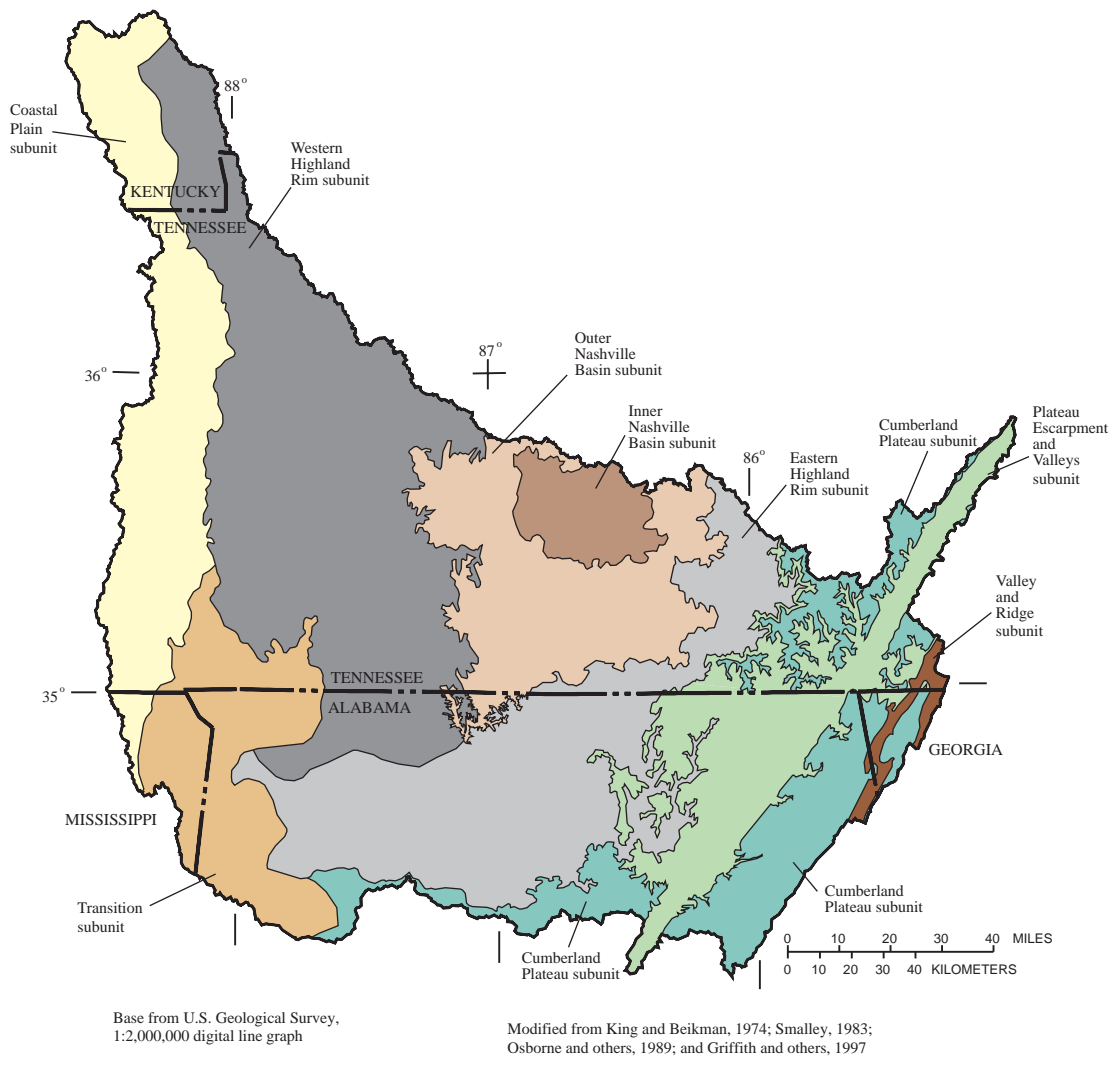 88°
Coastal
Plain
subunit
Western
Highland
Rim subunit
KENTUCKY
TENNESSEE
Outer
Nashville
Basin subunit
87°
36°
Inner
Nashville
Basin subunit
Cumberland
Plateau subunit
Plateau
Escarpment
and
Valleys
subunit
86°
Eastern
Highland
Rim subunit
Valley
and
Ridge
subunit
35°
TENNESSEE
ALABAMA
GEORGIA
MISSISSIPPI
Transition
subunit
Cumberland
Plateau subunit
Cumberland
Plateau subunit
0 10 20 30 40 MILES
0 10 20 30 40 KILOMETERS
Base from U.S. Geological Survey,
1:2,000,000 digital line graph
Modified from King and Beikman, 1974; Smalley, 1983;
Osborne and others, 1989; and Griffith and others, 1997